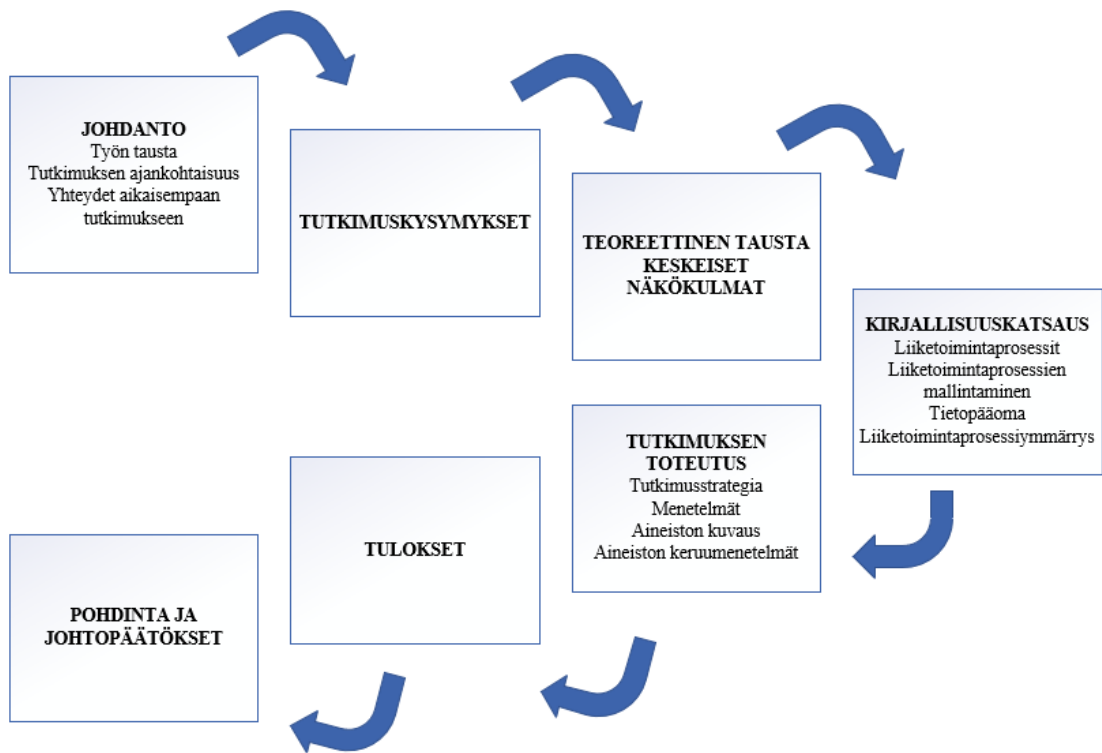 JOHDANTO
Työn tausta
Tutkimuksen ajankohtaisuus
Yhteydet aikaisempaan
tutkimukseen
TUTKIMUSKYSYMYKSET
TEOREETTINEN TAUSTA
KESKEISET
NÄKÖKULMAT
KIRJALLISUUSKATSAUS
Liiketoimintaprosessit
Liiketoimintaprosessien
mallintaminen
Tietopääoma
Liiketoimintaprosessiymmärrys
TUTKIMUKSEN
TOTEUTUS
Tutkimusstrategia
Menetelmät
Aineiston kuvaus
Aineiston keruumenetelmät
TULOKSET
POHDINTA JA
JOHTOPÄÄTÖKSET